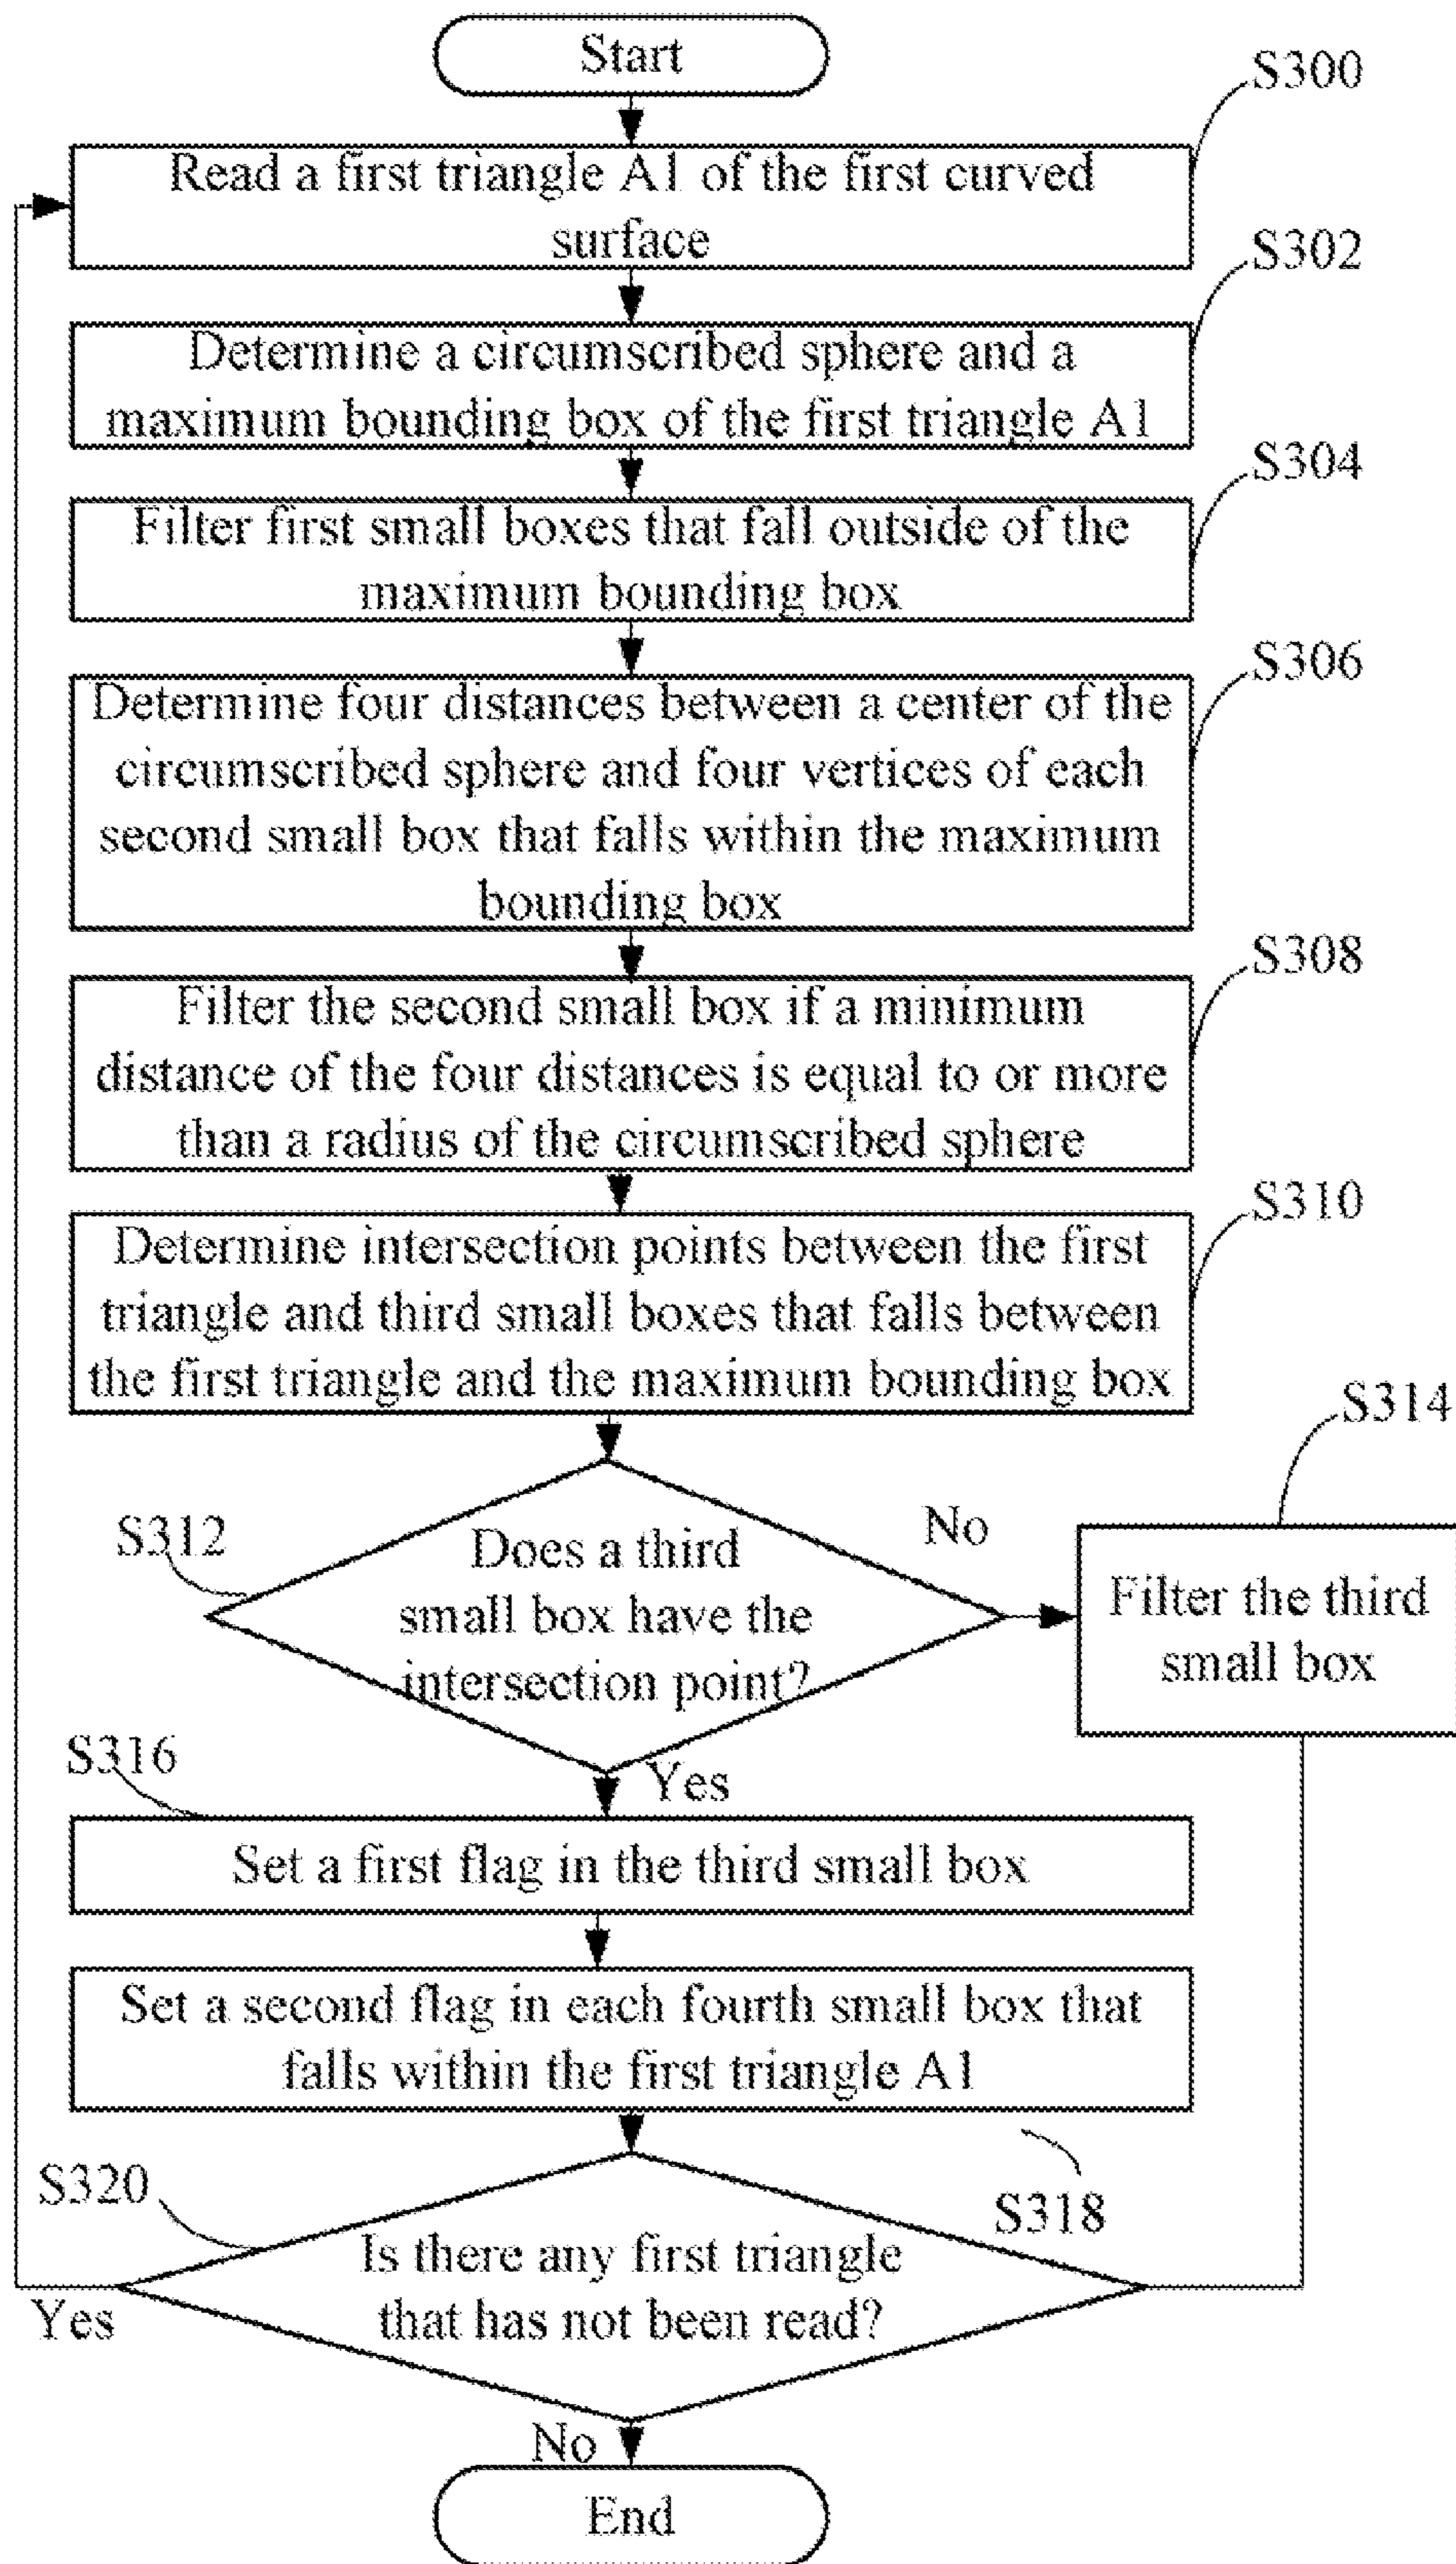 Start
S300
Read a first triangle A1 of the first curved
surface
S302
Determine a circumscribed sphere and a
maximum bounding box of the first triangle A1
S304
Filter first small boxes that fall outside of the
maximum bounding box
S306
Determine four distances between a center of the
circumscribed sphere and four vertices of each
second small box that falls within the maximum
bounding box
S308
Filter the second small box if a minimum
distance of the four distances is equal to or more
than a radius of the circumscribed sphere
S310
Determine intersection points between the first
triangle and third small boxes that falls between
the first triangle and the maximum bounding box
S314
S312
No
Does a third
small box have the
intersection point?
Filter the third
small box
S316
Yes
Set a first flag in the third small box
Set a second flag in each fourth small box that
falls within the first triangle A1
S320
S318
Is there any first triangle
that has not been read?
Yes
No
End